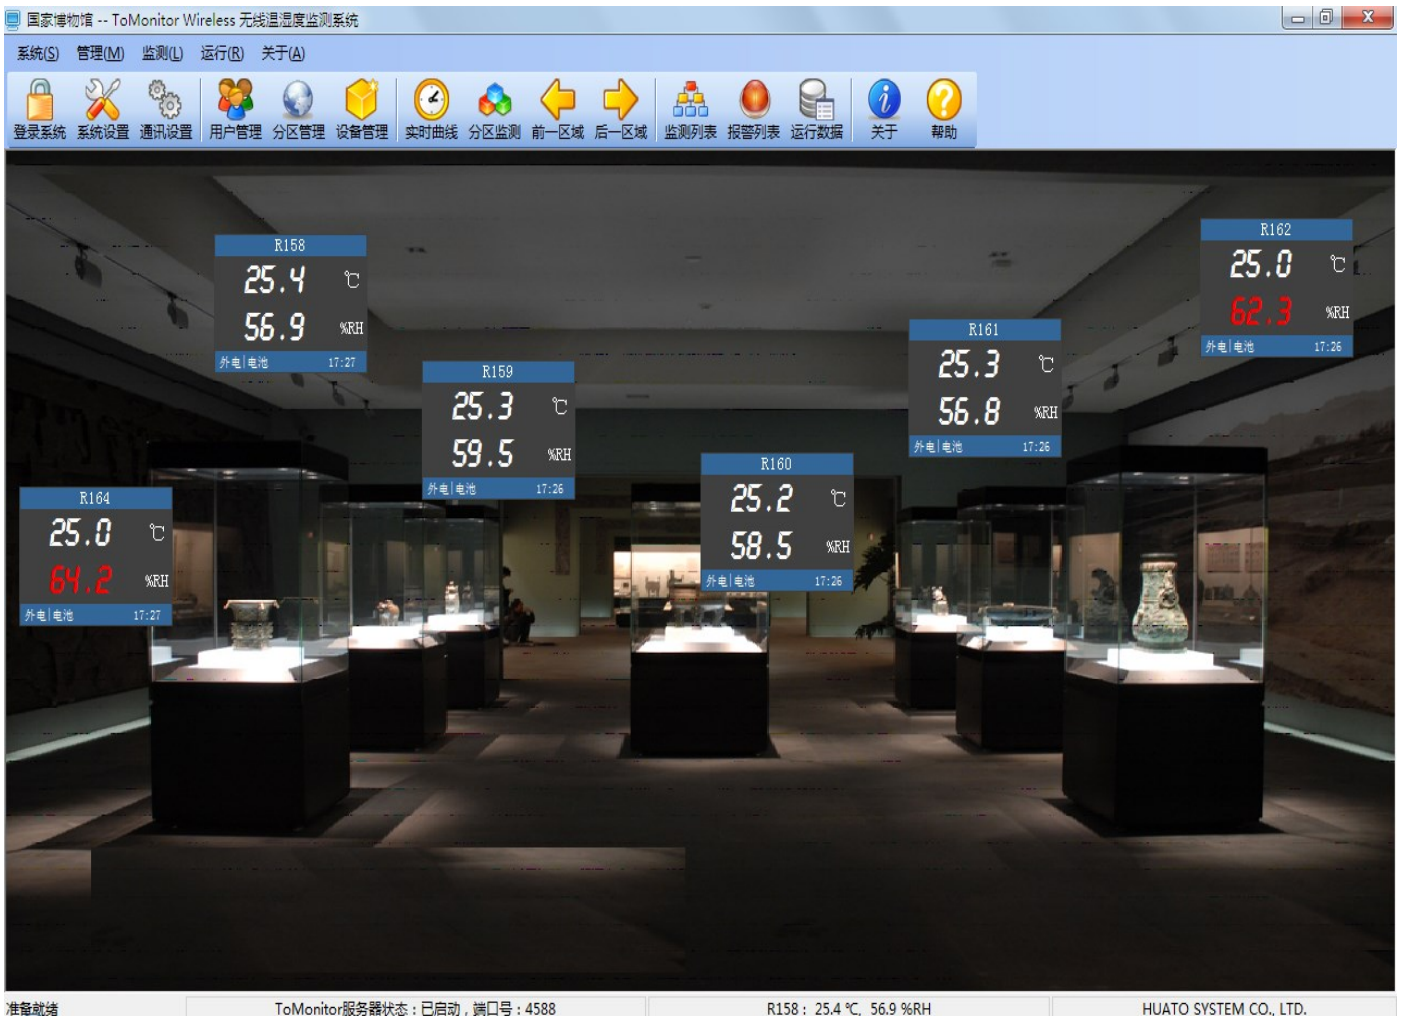 国家博物馆 -- ToMonitor Wireless 无线温湿度监测系统
系统(S) 管理(M) 监测(L) 运行(R) 关于(A)
登录系统 系统设置 通讯设置 用户管理 分区管理 设备管理 实时曲线 分区监测 前一区域 后一区域 监测列表 报警列表 运行数据 关于 帮助
R158
25.4 ℃
56.9 %RH
外电|电池 17:27
R162
25.0 ℃
62.3 %RH
外电|电池 17:26
R161
25.3 ℃
56.8 %RH
外电|电池 17:26
R159
25.3 ℃
59.5 %RH
外电|电池 17:26
R160
25.2 ℃
58.5 %RH
外电|电池 17:26
R164
25.0 ℃
64.2 %RH
外电|电池 17:27
准备就绪 ToMonitor服务器状态：已启动，端口号：4588 R158： 25.4 ℃, 56.9 %RH HUATO SYSTEM CO., LTD.